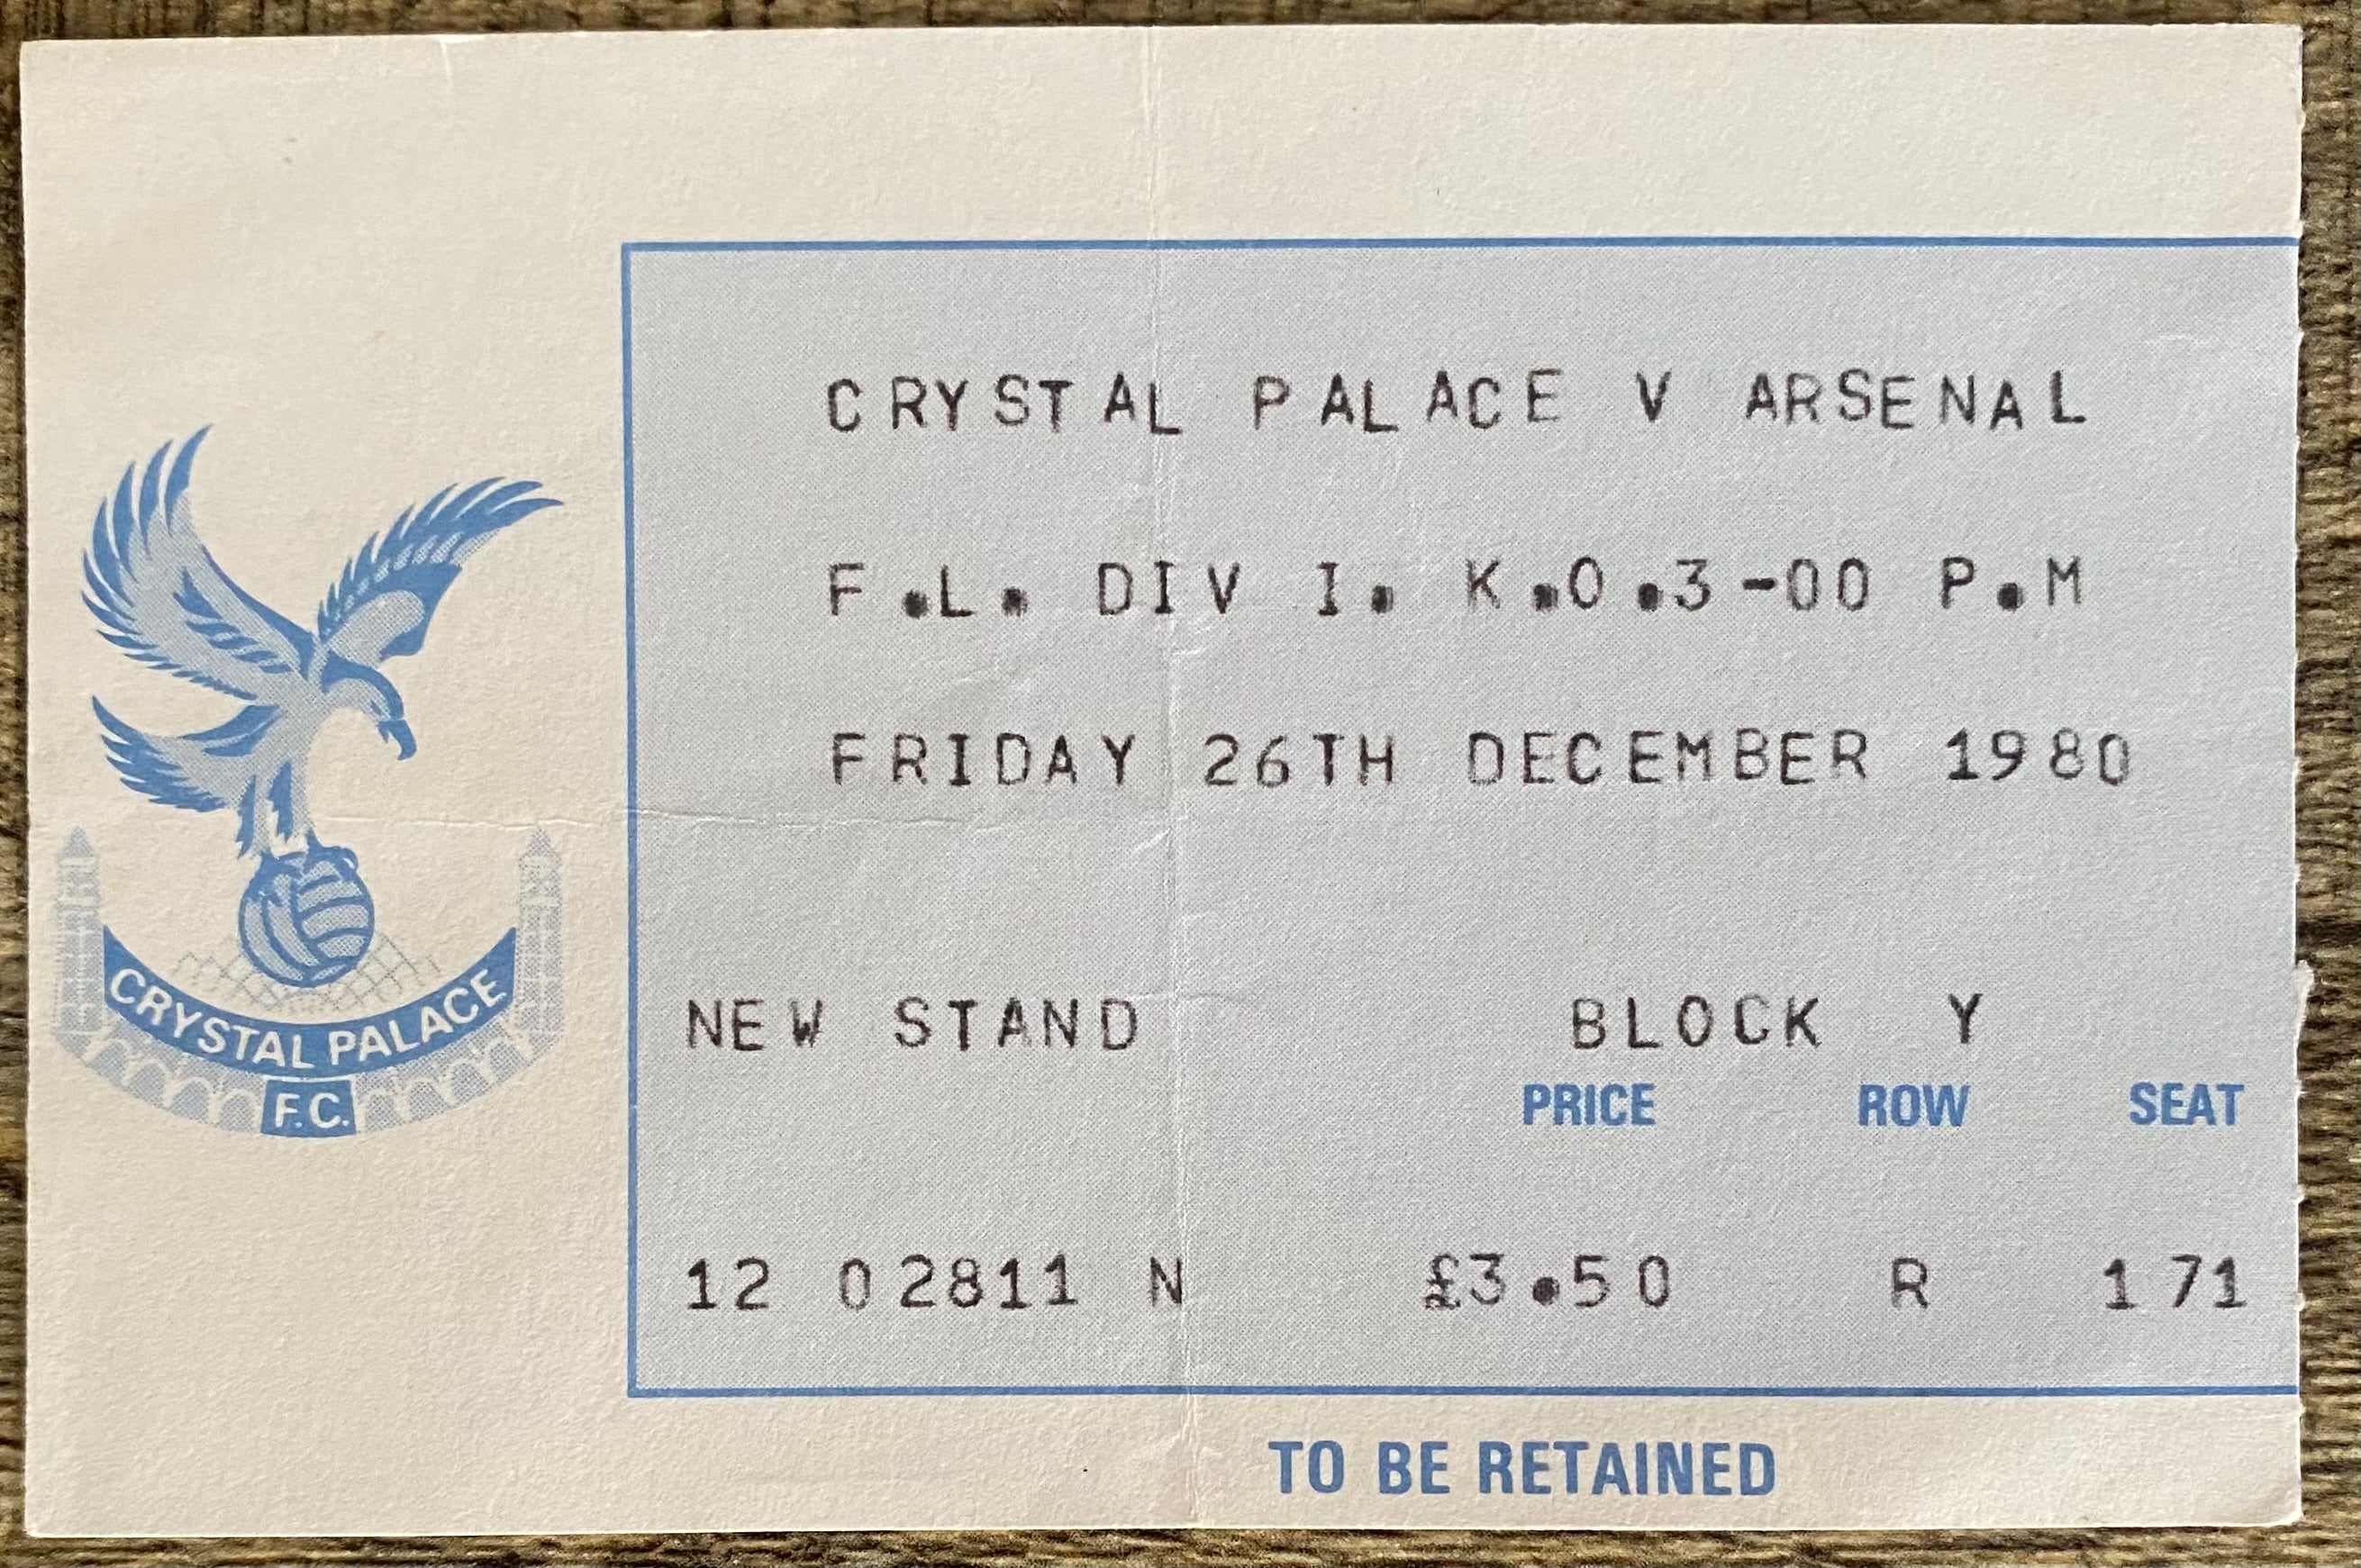 CRYSTAL PALACE V ARSENAL
F.L. DIV I. K.O.3-00 P.M
FRIDAY 26TH DECEMBER 1980
CRYSTAL PALACE
F.C.
NEW STAND BLOCK Y
PRICE ROW SEAT
12 02811 N £3.50 R 171
TO BE RETAINED